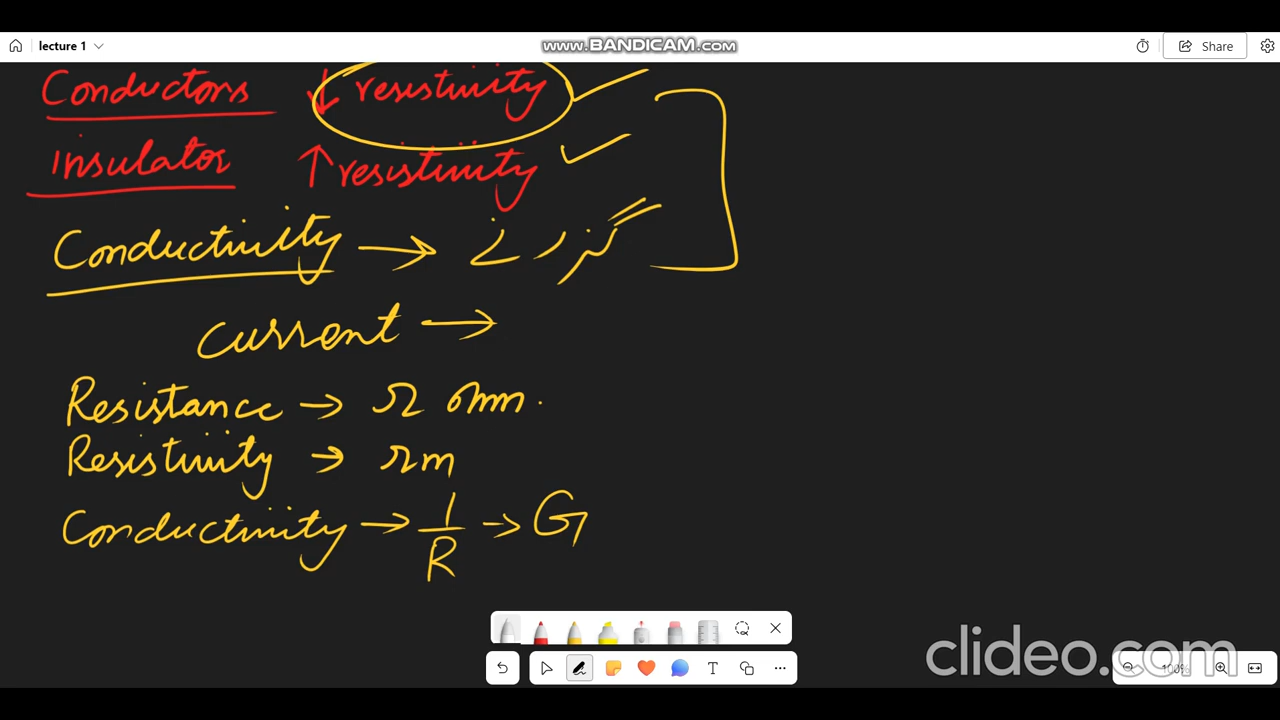 lecture 1
www.BANDICAM.com
Share
Conductors ↓ resistivity
insulator ↑ resistivity
Conductivity → گزرنے
current →
Resistance → Ω ohm.
Resistivity → Ωm
Conductivity → 1/R → G
T
100%
clideo.com